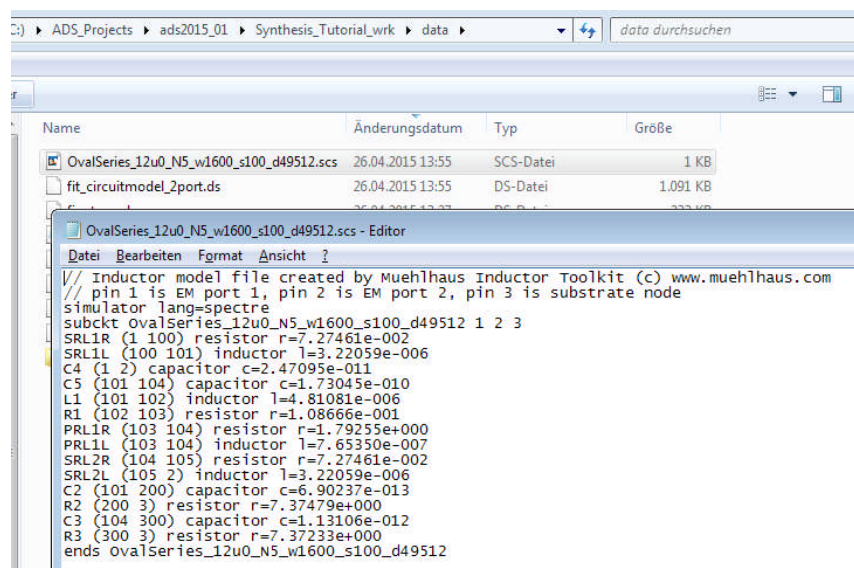 C:) ▸ ADS_Projects ▸ ads2015_01 ▸ Synthesis_Tutorial_wrk ▸ data ▸ data durchsuchen
Name Änderungsdatum Typ Größe
OvalSeries_12u0_N5_w1600_s100_d49512.scs 26.04.2015 13:55 SCS-Datei 1 KB
fit_circuitmodel_2port.ds 26.04.2015 13:55 DS-Datei 1.091 KB
OvalSeries_12u0_N5_w1600_s100_d49512.scs - Editor
Datei Bearbeiten Format Ansicht ?
// Inductor model file created by Muehlhaus Inductor Toolkit (c) www.muehlhaus.com
// pin 1 is EM port 1, pin 2 is EM port 2, pin 3 is substrate node
simulator lang=spectre
subckt OvalSeries_12u0_N5_w1600_s100_d49512 1 2 3
SRL1R (1 100) resistor r=7.27461e-002
SRL1L (100 101) inductor l=3.22059e-006
C4 (1 2) capacitor c=2.47095e-011
C5 (101 104) capacitor c=1.73045e-010
L1 (101 102) inductor l=4.81081e-006
R1 (102 103) resistor r=1.08666e-001
PRL1R (103 104) resistor r=1.79255e+000
PRL1L (103 104) inductor l=7.65350e-007
SRL2R (104 105) resistor r=7.27461e-002
SRL2L (105 2) inductor l=3.22059e-006
C2 (101 200) capacitor c=6.90237e-013
R2 (200 3) resistor r=7.37479e+000
C3 (104 300) capacitor c=1.13106e-012
R3 (300 3) resistor r=7.37233e+000
ends OvalSeries_12u0_N5_w1600_s100_d49512